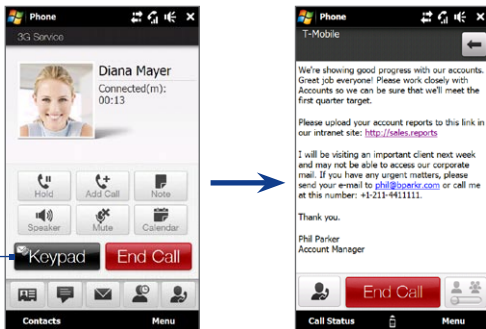 Phone
3G Service
Diana Mayer
Connected(m):
00:13
Hold
Add Call
Note
Speaker
Mute
Calendar
Keypad
End Call
Contacts
Menu
Phone
T-Mobile
We're showing good progress with our accounts.
Great job everyone! Please work closely with
Accounts so we can be sure that we'll meet the
first quarter target.
Please upload your account reports to this link in
our intranet site: http://sales.reports
I will be visiting an important client next week
and may not be able to access our corporate
mail. If you have any urgent matters, please
send your e-mail to phil@bparkr.com or call me
at this number: +1-211-4411111.
Thank you.
Phil Parker
Account Manager
End Call
Call Status
Menu